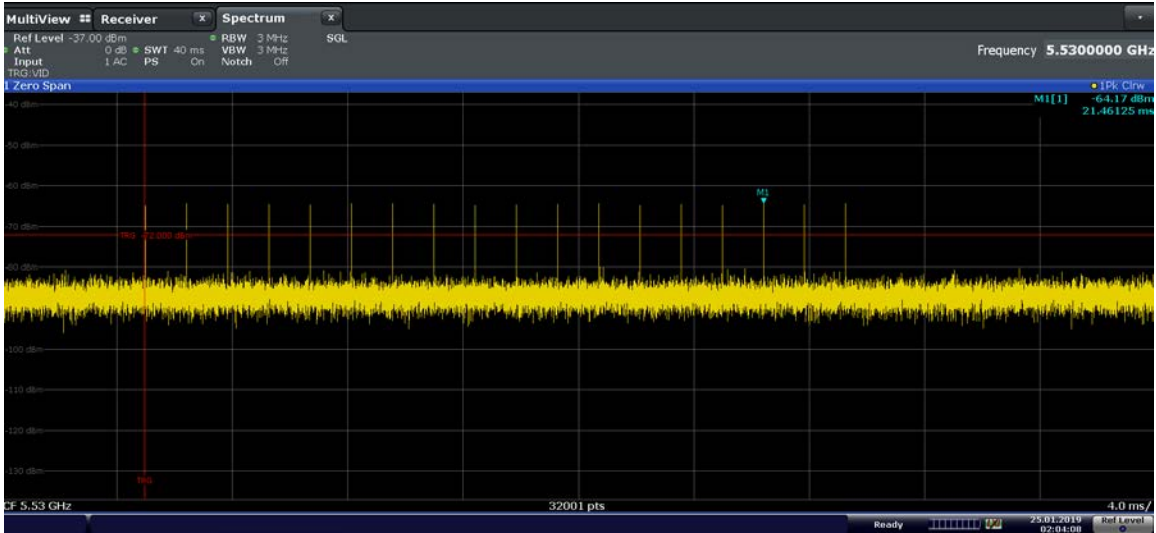 MultiView Receiver X Spectrum X
Ref Level -37.00 dBm RBW 3 MHz SGL
Att 0 dB SWT 40 ms VBW 3 MHz
Input 1 AC PS On Notch Off
TRG:VID
Frequency 5.5300000 GHz
1 Zero Span 1Pk Clrw
M1[1] -64.17 dBm
21.46125 ms
-40 dBm
-50 dBm
-60 dBm
M1
-70 dBm
TRG -72.000 dBm
-80 dBm
-100 dBm
-110 dBm
-120 dBm
-130 dBm
TRG
CF 5.53 GHz 32001 pts 4.0 ms/
Ready 25.01.2019 Ref Level
02:04:08